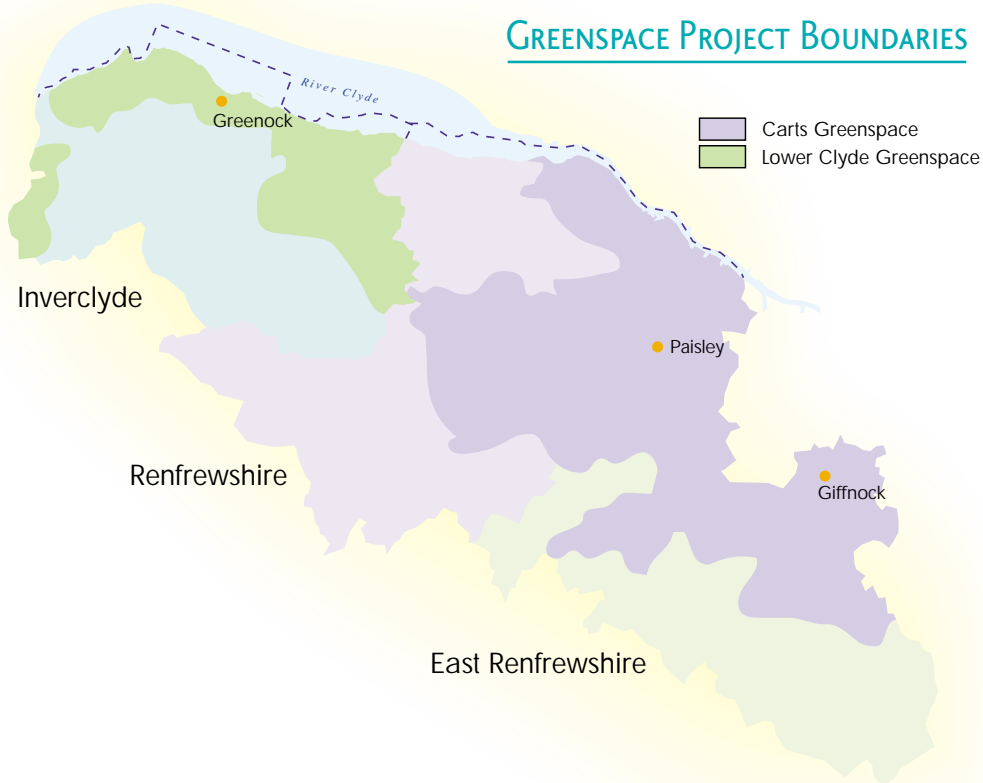 GREENSPACE PROJECT BOUNDARIES
River Clyde
Greenock
Carts Greenspace
Lower Clyde Greenspace
Inverclyde
Paisley
Renfrewshire
Giffnock
East Renfrewshire